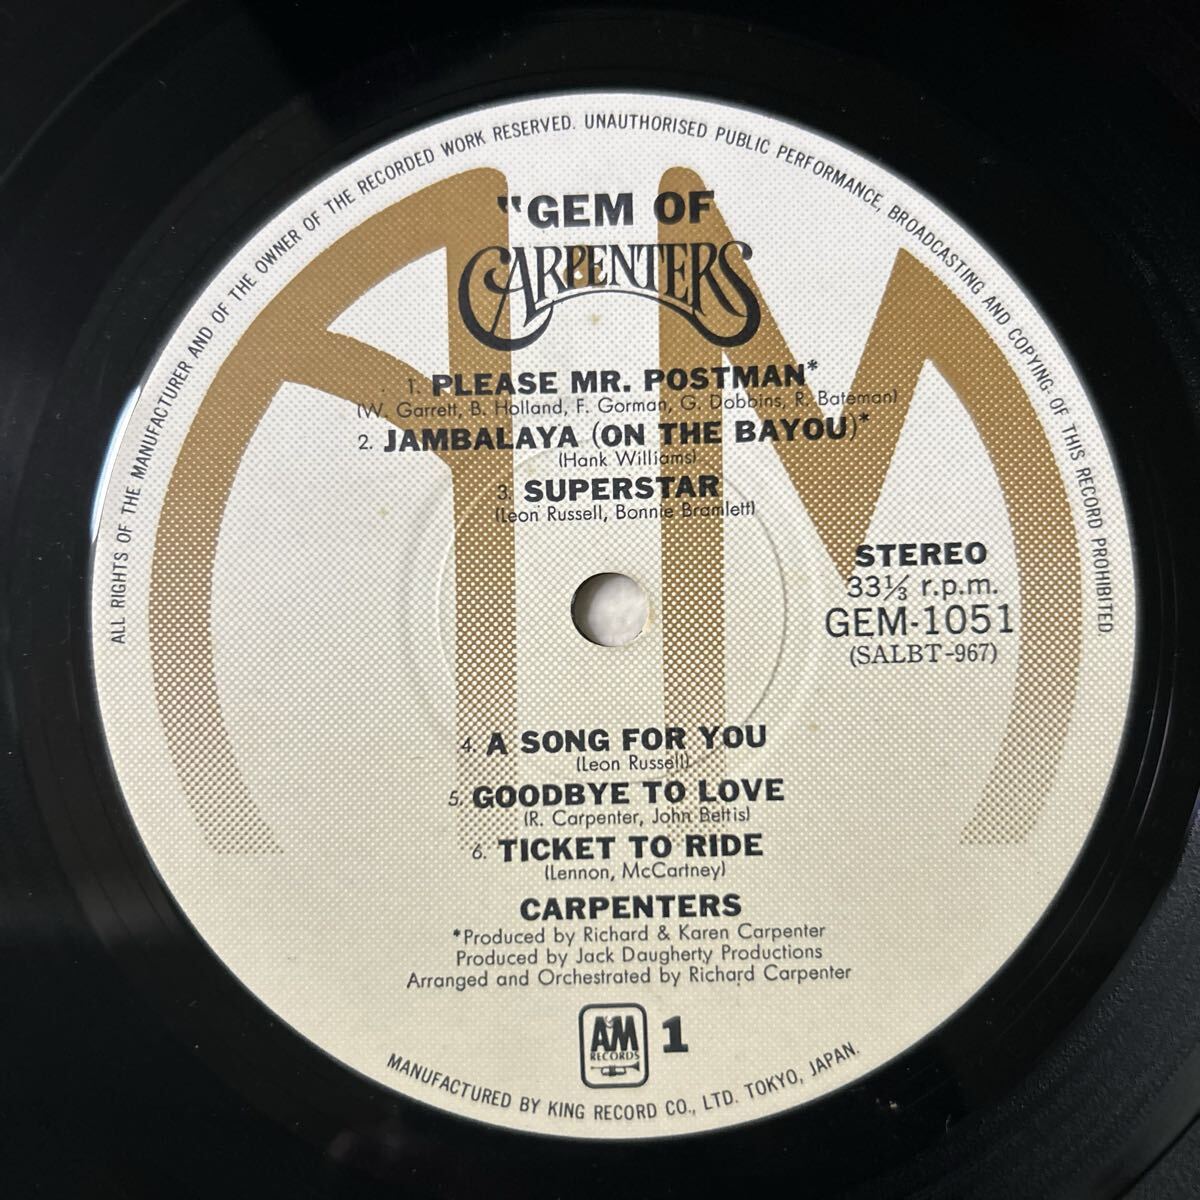 ALL RIGHTS OF THE MANUFACTURER AND OF THE OWNER OF THE RECORDED WORK RESERVED. UNAUTHORISED PUBLIC PERFORMANCE, BROADCASTING AND COPYING OF THIS RECORD PROHIBITED.
"GEM OF
CARPENTERS
1. PLEASE MR. POSTMAN*
(W. Garrett, B. Holland, F. Gorman, G. Dobbins, R. Bateman)
2. JAMBALAYA (ON THE BAYOU)*
(Hank Williams)
3. SUPERSTAR
(Leon Russell, Bonnie Bramlett)
STEREO
33⅓ r.p.m.
GEM-1051
(SALBT-967)
4. A SONG FOR YOU
(Leon Russell)
5. GOODBYE TO LOVE
(R. Carpenter, John Bettis)
6. TICKET TO RIDE
(Lennon, McCartney)
CARPENTERS
*Produced by Richard & Karen Carpenter
Produced by Jack Daugherty Productions
Arranged and Orchestrated by Richard Carpenter
A&M RECORDS
1
MANUFACTURED BY KING RECORD CO., LTD. TOKYO, JAPAN.